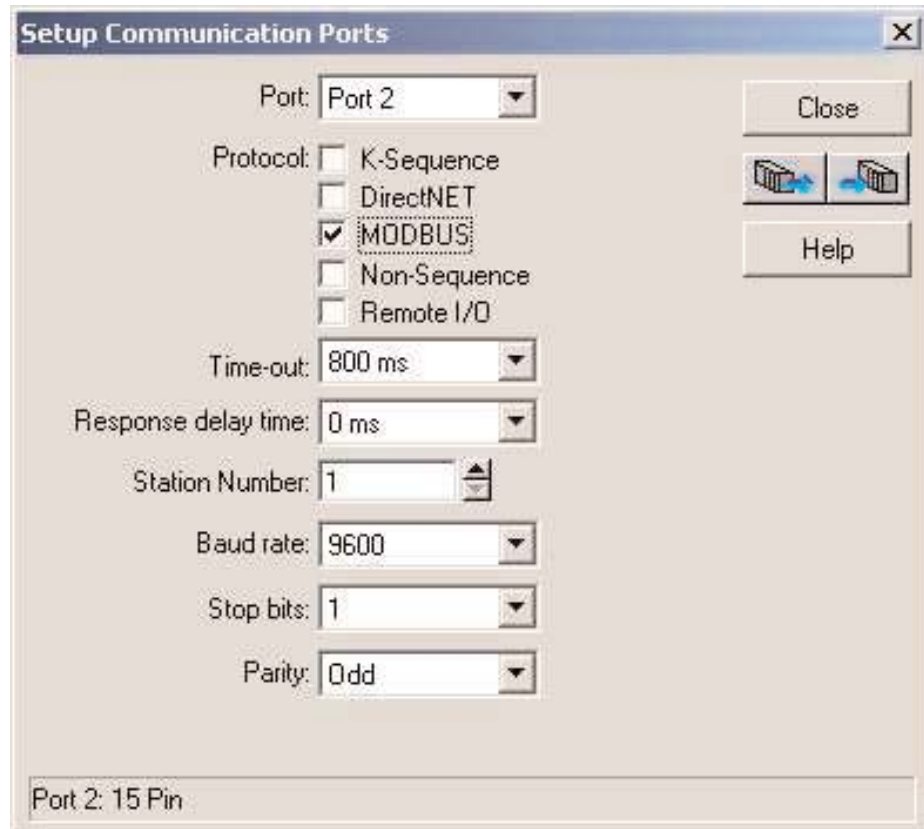 Setup Communication Ports
Port: Port 2
Close
Protocol: K-Sequence
DirectNET
MODBUS
Non-Sequence
Remote I/O
Help
Time-out: 800 ms
Response delay time: 0 ms
Station Number: 1
Baud rate: 9600
Stop bits: 1
Parity: Odd
Port 2: 15 Pin